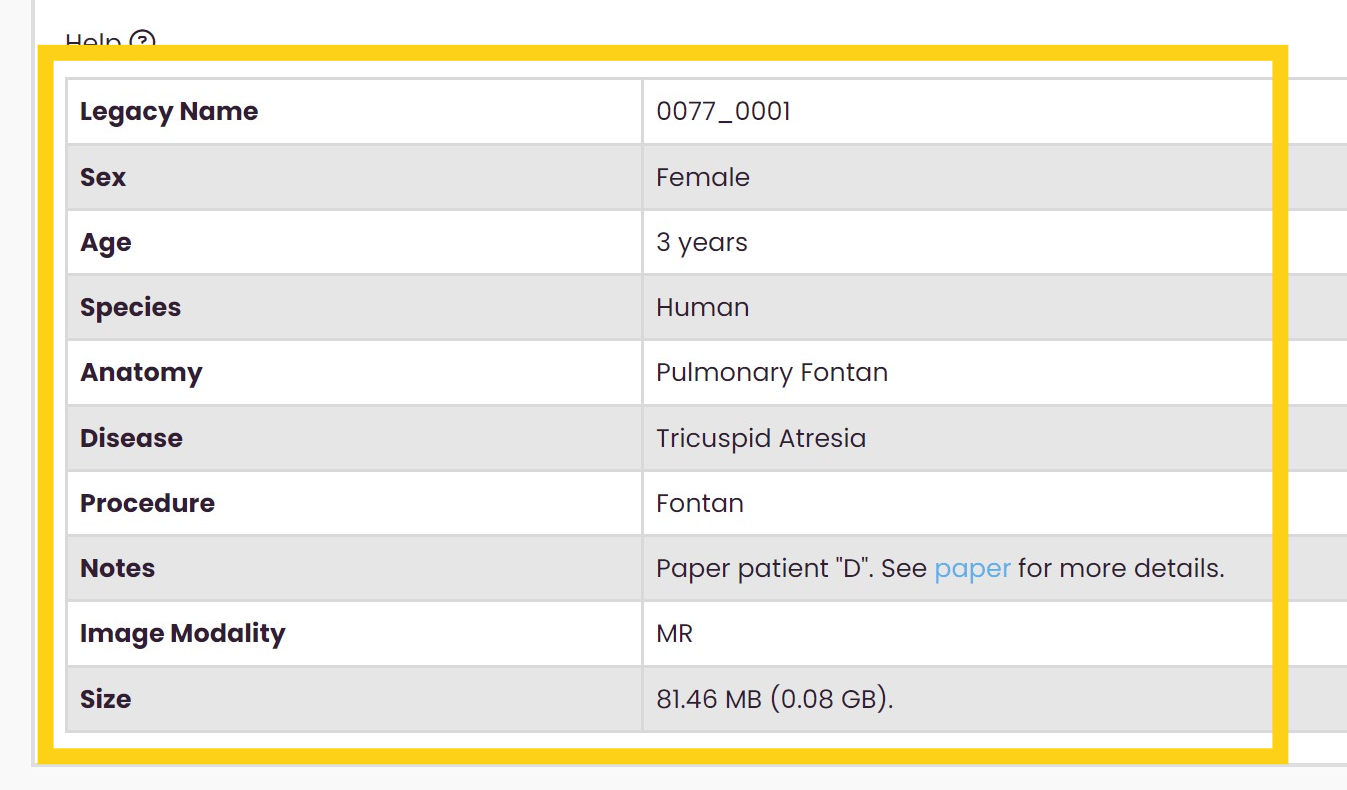 Help ?
Legacy Name 0077_0001
Sex Female
Age 3 years
Species Human
Anatomy Pulmonary Fontan
Disease Tricuspid Atresia
Procedure Fontan
Notes Paper patient "D". See paper for more details.
Image Modality MR
Size 81.46 MB (0.08 GB).